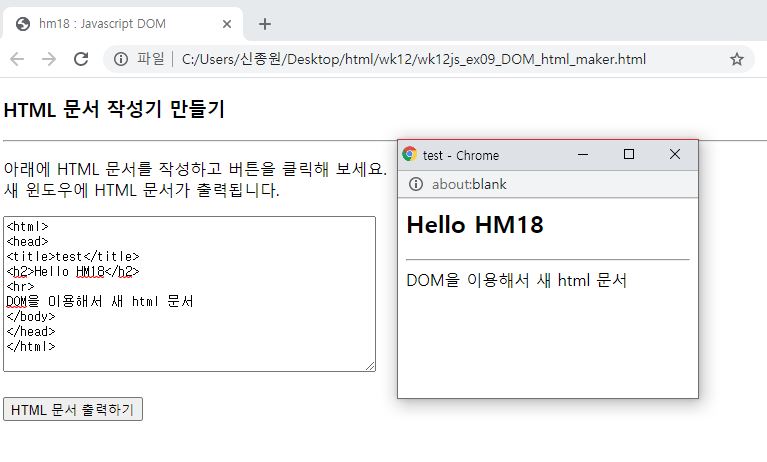 hm18 : Javascript DOM
파일 C:/Users/신종원/Desktop/html/wk12/wk12js_ex09_DOM_html_maker.html
HTML 문서 작성기 만들기
아래에 HTML 문서를 작성하고 버튼을 클릭해 보세요.
새 윈도우에 HTML 문서가 출력됩니다.
<html>
<head>
<title>test</title>
<h2>Hello HM18</h2>
<hr>
DOM을 이용해서 새 html 문서
</body>
</head>
</html>
HTML 문서 출력하기
test - Chrome
about:blank
Hello HM18
DOM을 이용해서 새 html 문서